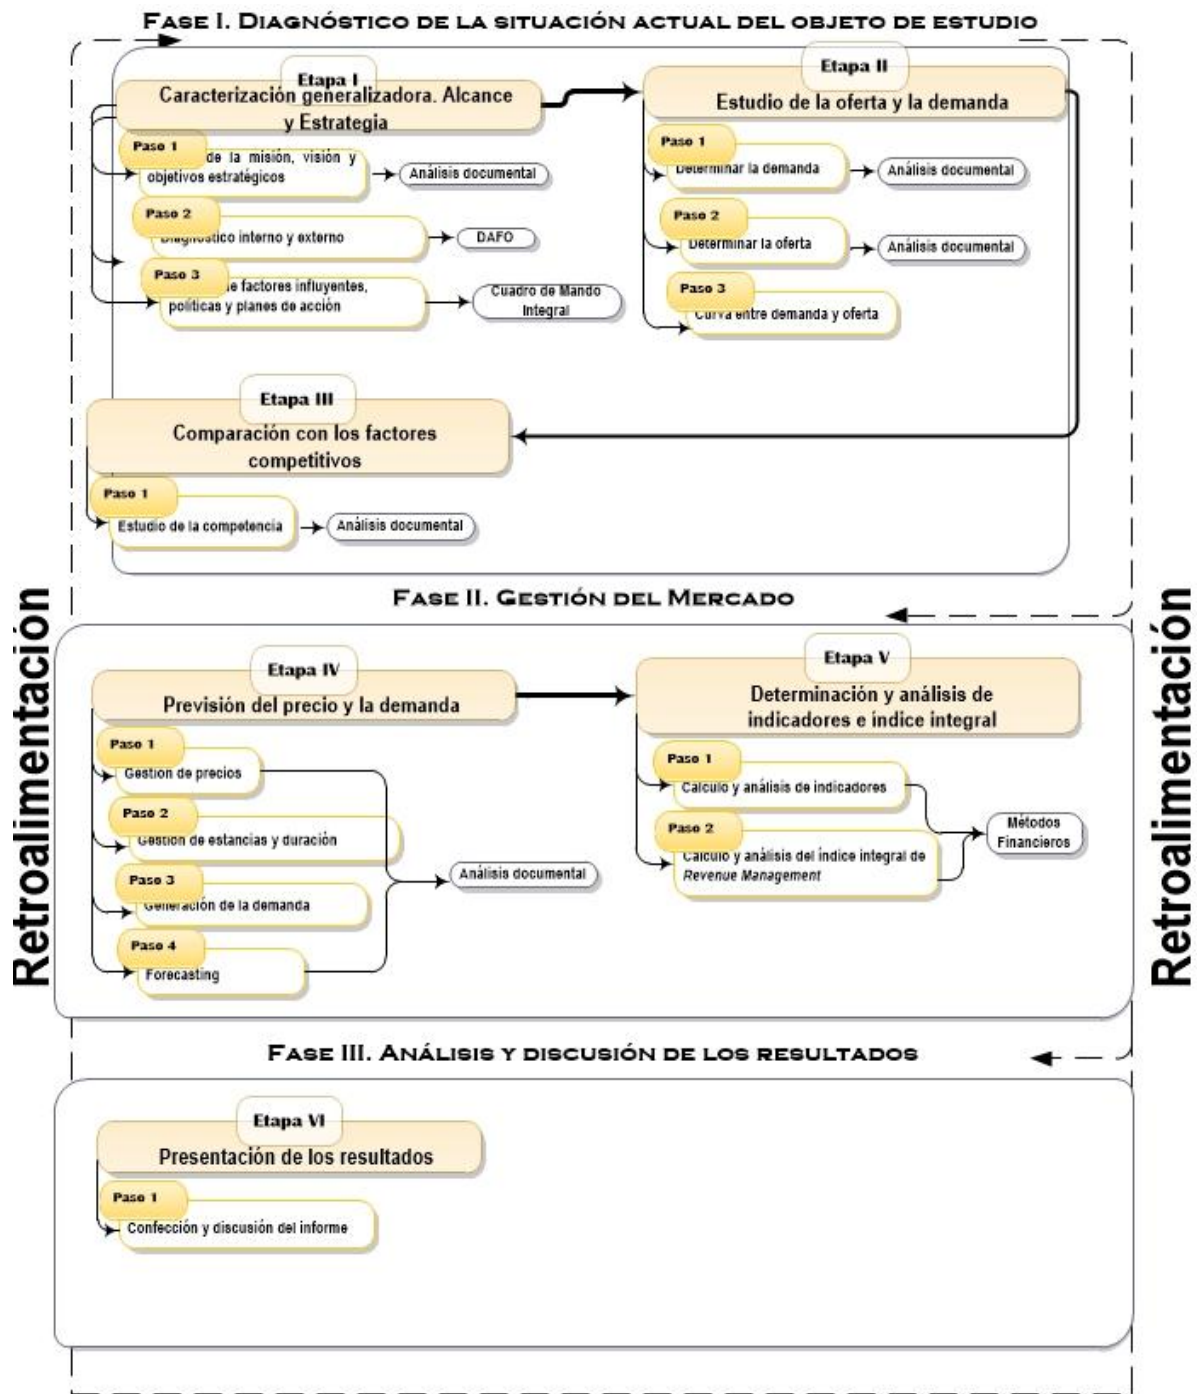 FASE I. DIAGNÓSTICO DE LA SITUACIÓN ACTUAL DEL OBJETO DE ESTUDIO
Etapa I
Caracterización generalizadora. Alcance
y Estrategia
Paso 1
de la misión, visión y
objetivos estratégicos
Análisis documental
Paso 2
Diagnóstico interno y externo
DAFO
Paso 3
e factores influyentes,
políticas y planes de acción
Cuadro de Mando
Integral
Etapa II
Estudio de la oferta y la demanda
Paso 1
Determinar la demanda
Análisis documental
Paso 2
Determinar la oferta
Análisis documental
Paso 3
Curva entre demanda y oferta
Etapa III
Comparación con los factores
competitivos
Paso 1
Estudio de la competencia
Análisis documental
Retroalimentación
Retroalimentación
FASE II. GESTIÓN DEL MERCADO
Etapa IV
Previsión del precio y la demanda
Paso 1
Gestión de precios
Paso 2
Gestión de estancias y duración
Paso 3
Generación de la demanda
Paso 4
Forecasting
Análisis documental
Etapa V
Determinación y análisis de
indicadores e índice integral
Paso 1
Calculo y análisis de indicadores
Paso 2
Calculo y análisis del índice integral de
Revenue Management
Métodos
Financieros
FASE III. ANÁLISIS Y DISCUSIÓN DE LOS RESULTADOS
Etapa VI
Presentación de los resultados
Paso 1
Confección y discusión del informe